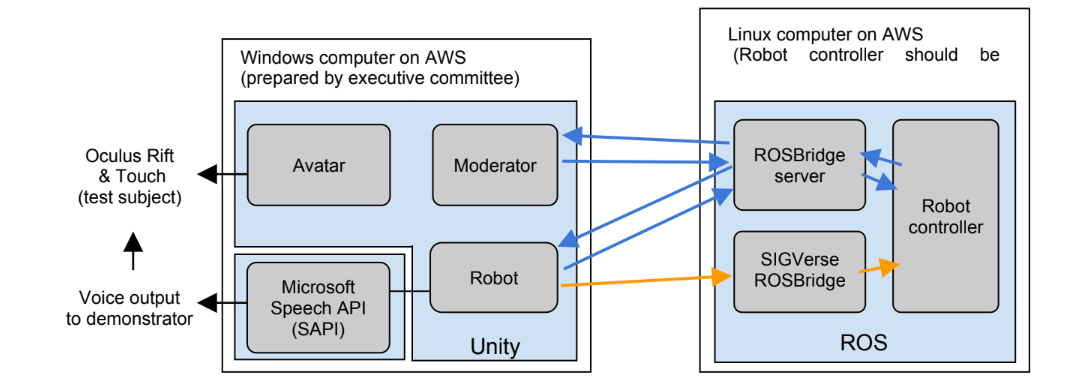 Linux computer on AWS
(Robot controller should be
Windows computer on AWS
(prepared by executive committee)
Oculus Rift
& Touch
(test subject)
Avatar
Moderator
ROSBridge
server
Robot
controller
Voice output
to demonstrator
Microsoft
Speech API
(SAPI)
Robot
SIGVerse
ROSBridge
Unity
ROS